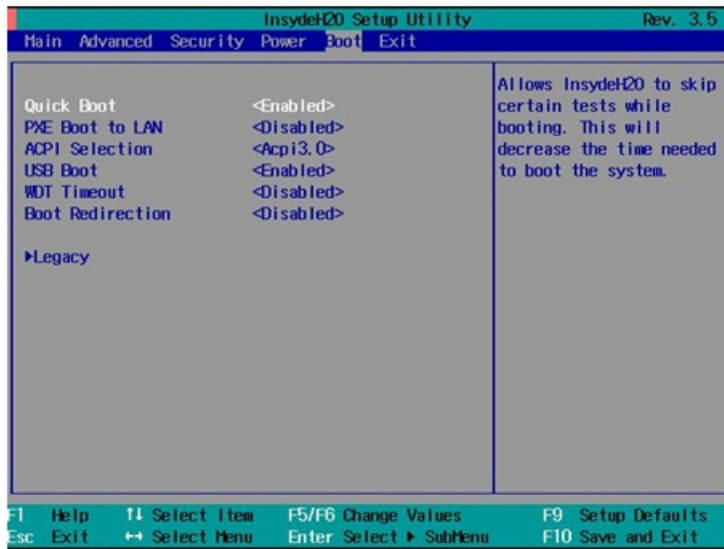 InsydeH2O Setup Utility Rev. 3.5
Main Advanced Security Power Boot Exit
Quick Boot <Enabled>
PXE Boot to LAN <Disabled>
ACPI Selection <Acpi3.0>
USB Boot <Enabled>
WDT Timeout <Disabled>
Boot Redirection <Disabled>
▶Legacy
Allows InsydeH2O to skip
certain tests while
booting. This will
decrease the time needed
to boot the system.
F1 Help ↑↓ Select Item F5/F6 Change Values F9 Setup Defaults
Esc Exit ↔ Select Menu Enter Select ▶ SubMenu F10 Save and Exit